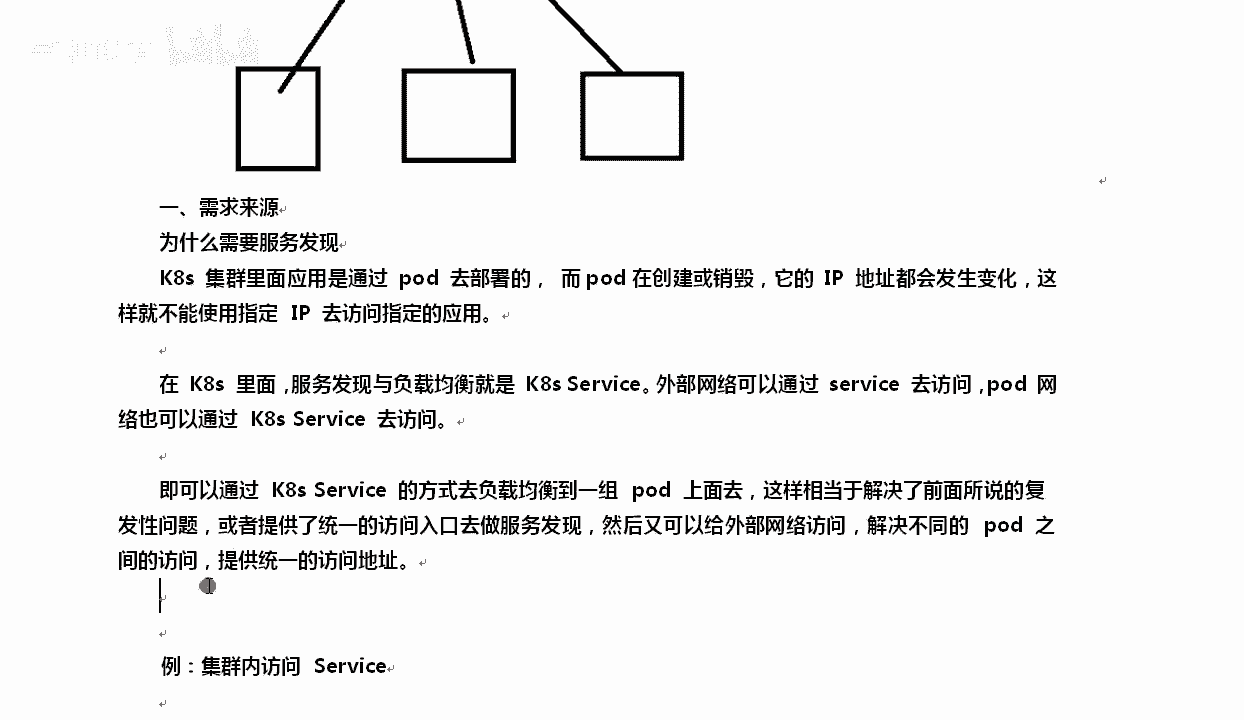 一、需求来源
为什么需要服务发现
K8s 集群里面应用是通过 pod 去部署的， 而 pod 在创建或销毁，它的 IP 地址都会发生变化，这
样就不能使用指定 IP 去访问指定的应用。
在 K8s 里面，服务发现与负载均衡就是 K8s Service。外部网络可以通过 service 去访问，pod 网
络也可以通过 K8s Service 去访问。
即可以通过 K8s Service 的方式去负载均衡到一组 pod 上面去，这样相当于解决了前面所说的复
发性问题，或者提供了统一的访问入口去做服务发现，然后又可以给外部网络访问，解决不同的 pod 之
间的访问，提供统一的访问地址。
例：集群内访问 Service